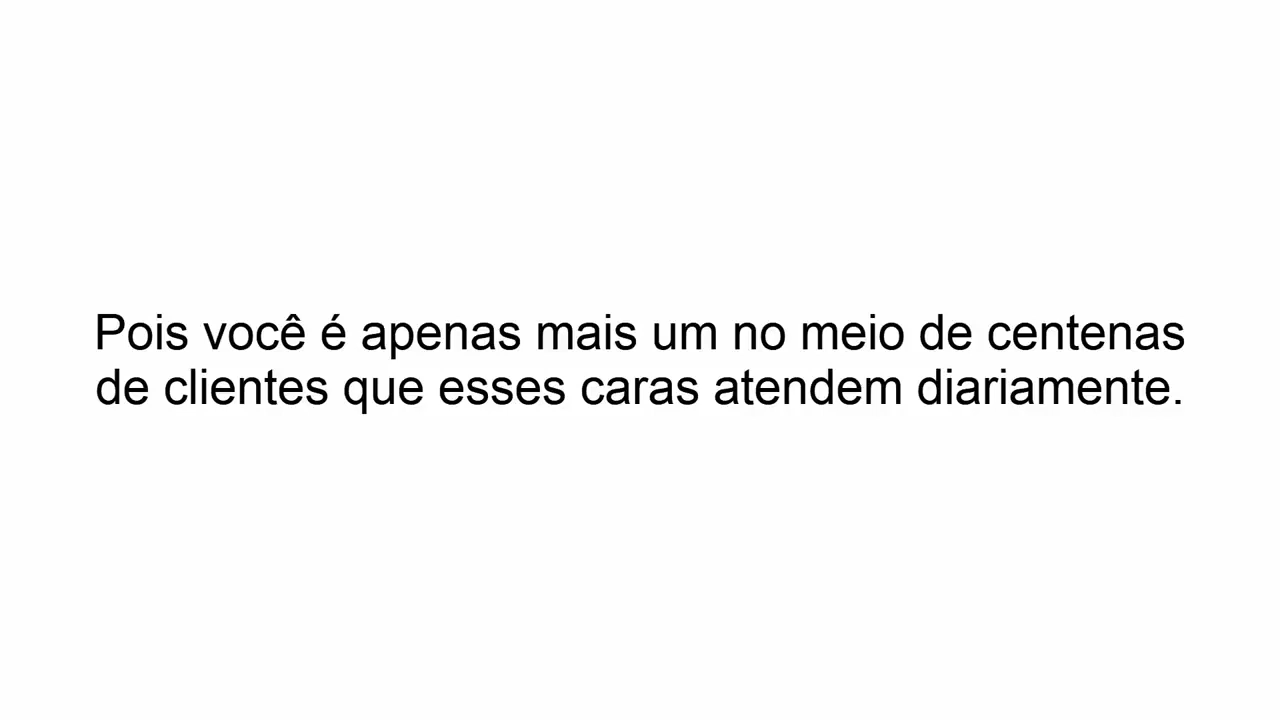 Pois você é apenas mais um no meio de centenas
de clientes que esses caras atendem diariamente.